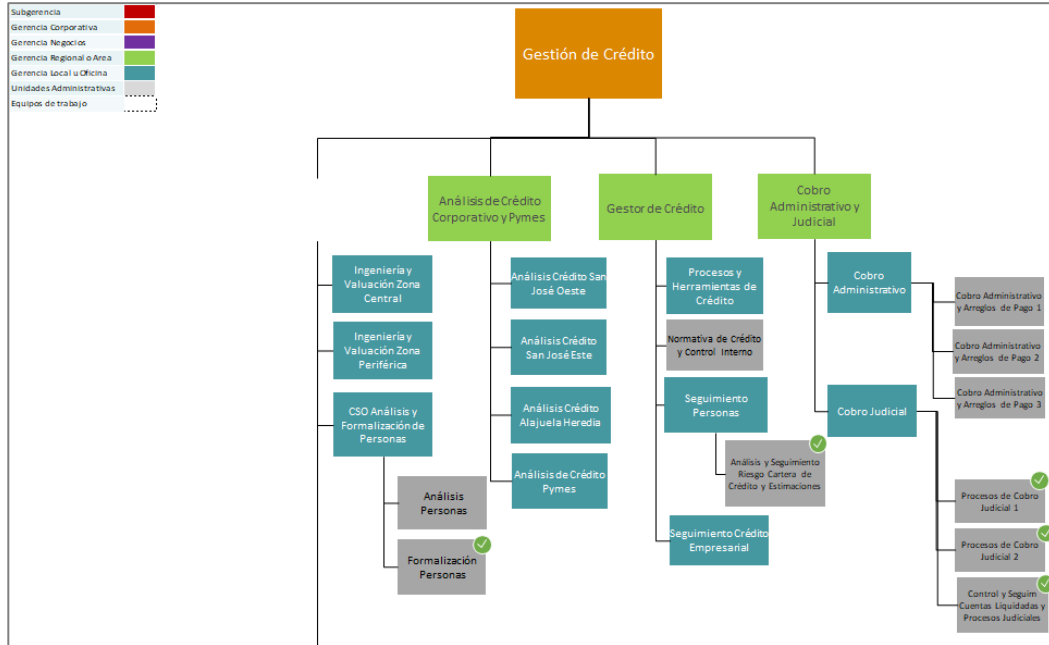 Subgerencia
Gerencia Corporativa
Gerencia Negocios
Gerencia Regional o Area
Gerencia Local u Oficina
Unidades Administrativas
Equipos de trabajo
Gestión de Crédito
Análisis de Crédito
Corporativo y Pymes
Gestor de Crédito
Cobro
Administrativo y
Judicial
Ingeniería y
Valuación Zona
Central
Ingeniería y
Valuación Zona
Periférica
CSO Análisis y
Formalización de
Personas
Análisis
Personas
Formalización
Personas
Análisis Crédito San
José Oeste
Análisis Crédito
San José Este
Análisis Crédito
Alajuela Heredia
Análisis de Crédito
Pymes
Procesos y
Herramientas de
Crédito
Normativa de Crédito
y Control Interno
Seguimiento
Personas
Análisis y Seguimiento
Riesgo Cartera de
Crédito y Estimaciones
Seguimiento Crédito
Empresarial
Cobro
Administrativo
Cobro Administrativo
y Arreglos de Pago 1
Cobro Administrativo
y Arreglos de Pago 2
Cobro Administrativo
y Arreglos de Pago 3
Cobro Judicial
Procesos de Cobro
Judicial 1
Procesos de Cobro
Judicial 2
Control y Seguim
Cuentas Liquidadas y
Procesos Judiciales